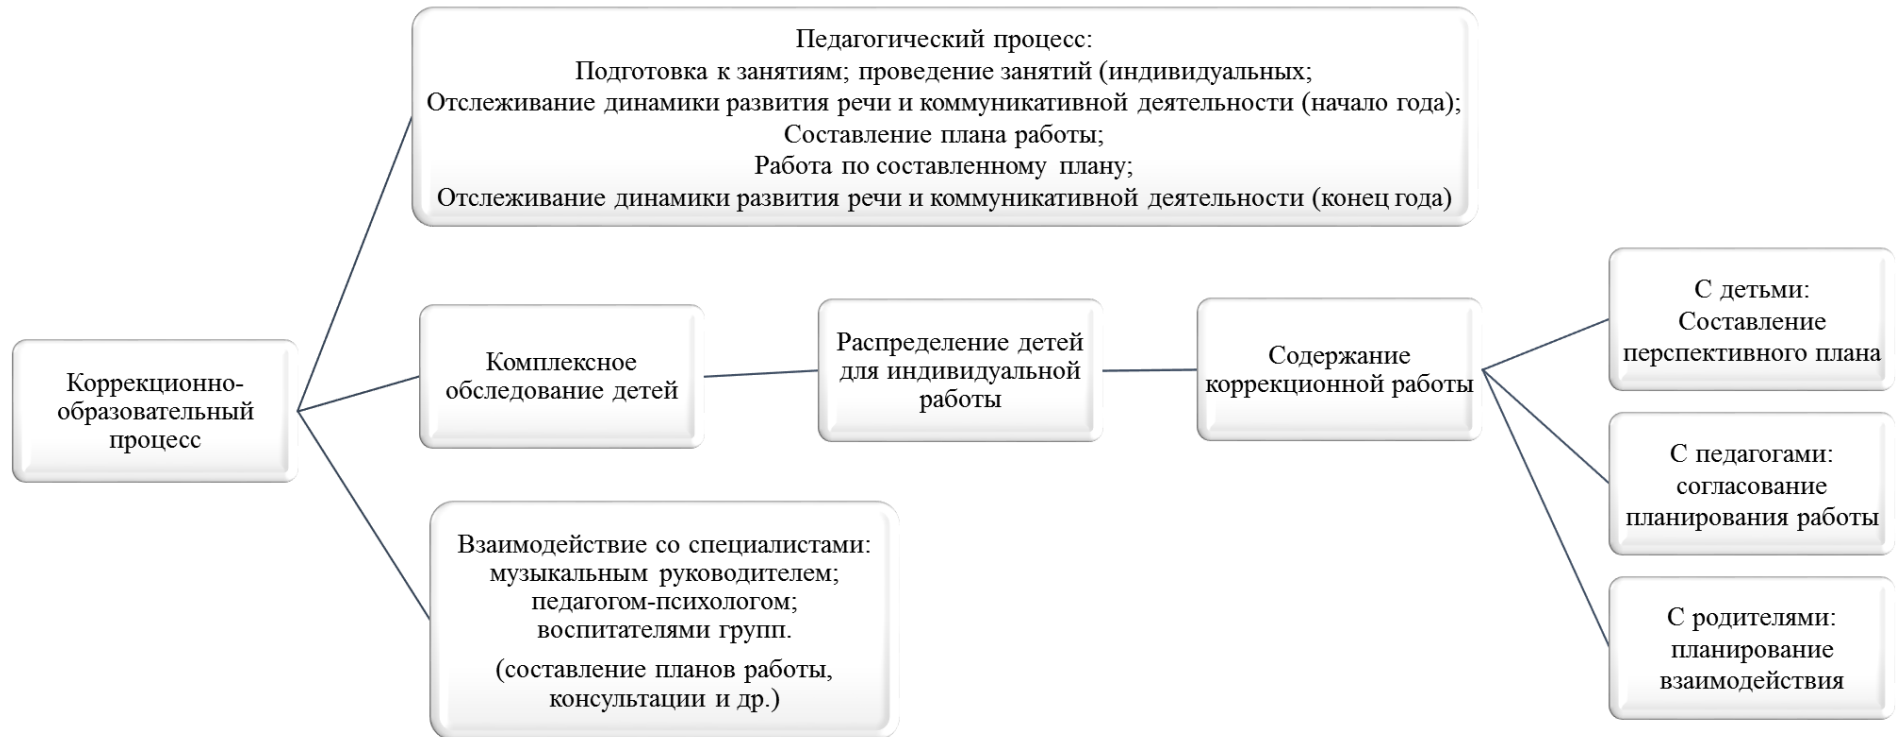 Педагогический процесс:
Подготовка к занятиям; проведение занятий (индивидуальных;
Отслеживание динамики развития речи и коммуникативной деятельности (начало года);
Составление плана работы;
Работа по составленному плану;
Отслеживание динамики развития речи и коммуникативной деятельности (конец года)
Коррекционно-
образовательный
процесс
Комплексное
обследование детей
Распределение детей
для индивидуальной
работы
Содержание
коррекционной работы
С детьми:
Составление
перспективного плана
С педагогами:
согласование
планирования работы
С родителями:
планирование
взаимодействия
Взаимодействие со специалистами:
музыкальным руководителем;
педагогом-психологом;
воспитателями групп.
(составление планов работы,
консультации и др.)